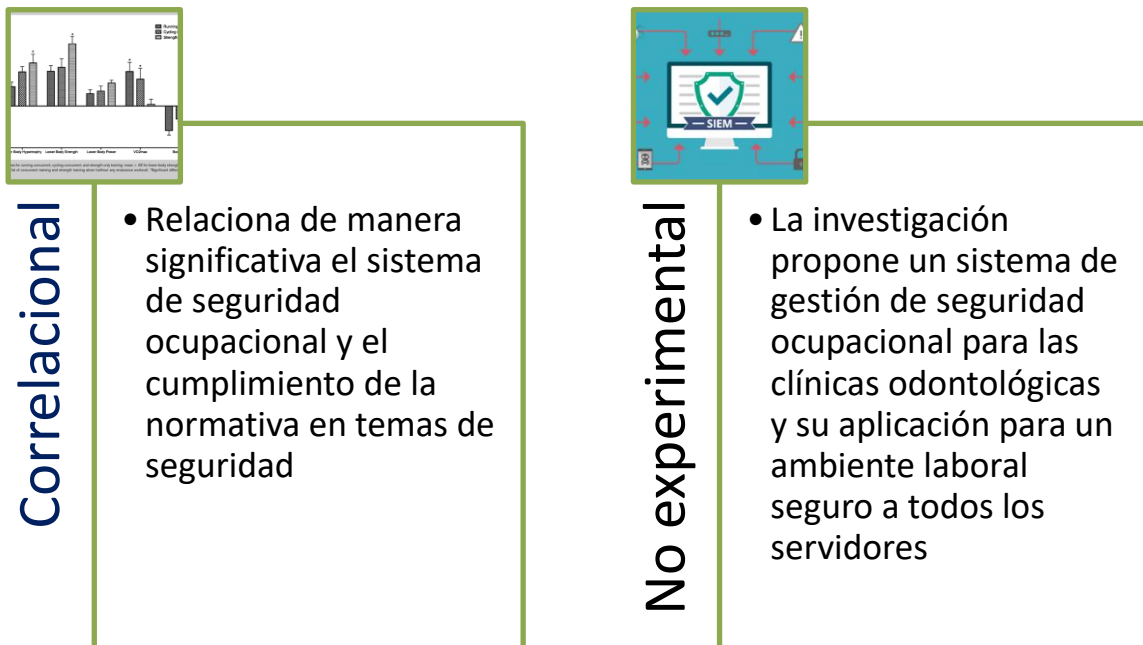 Correlacional
• Relaciona de manera
significativa el sistema
de seguridad
ocupacional y el
cumplimiento de la
normativa en temas de
seguridad
SIEM
No experimental
• La investigación
propone un sistema de
gestión de seguridad
ocupacional para las
clínicas odontológicas
y su aplicación para un
ambiente laboral
seguro a todos los
servidores